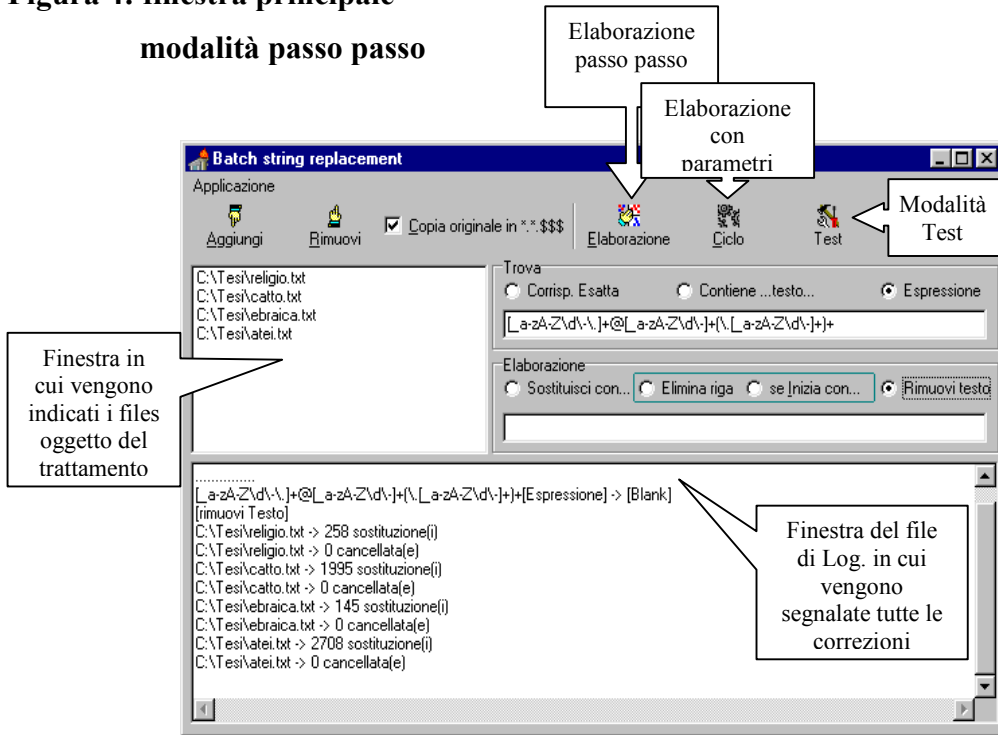 Figura 4: finestra principale
modalità passo passo
Elaborazione
passo passo
Elaborazione
con
parametri
Batch string replacement
Applicazione
Aggiungi
Rimuovi
Copia originale in *.*.$$$
Elaborazione
Ciclo
Test
Modalità
Test
C:\Tesi\religio.txt
C:\Tesi\catto.txt
C:\Tesi\ebraica.txt
C:\Tesi\atei.txt
Trova
Corrisp. Esatta
Contiene ...testo...
Espressione
[_a-zA-Z\d\-\.]+@[_a-zA-Z\d\-]+(\.[_a-zA-Z\d\-]+)+
Finestra in
cui vengono
indicati i files
oggetto del
trattamento
Elaborazione
Sostituisci con...
Elimina riga
se Inizia con...
Rimuovi testo
..............
[_a-zA-Z\d\-\.]+@[_a-zA-Z\d\-]+(\.[_a-zA-Z\d\-]+)+[Espressione] -> [Blank]
[rimuovi Testo]
C:\Tesi\religio.txt -> 258 sostituzione(i)
C:\Tesi\religio.txt -> 0 cancellata(e)
C:\Tesi\catto.txt -> 1995 sostituzione(i)
C:\Tesi\catto.txt -> 0 cancellata(e)
C:\Tesi\ebraica.txt -> 145 sostituzione(i)
C:\Tesi\ebraica.txt -> 0 cancellata(e)
C:\Tesi\atei.txt -> 2708 sostituzione(i)
C:\Tesi\atei.txt -> 0 cancellata(e)
Finestra del file
di Log. in cui
vengono
segnalate tutte le
correzioni